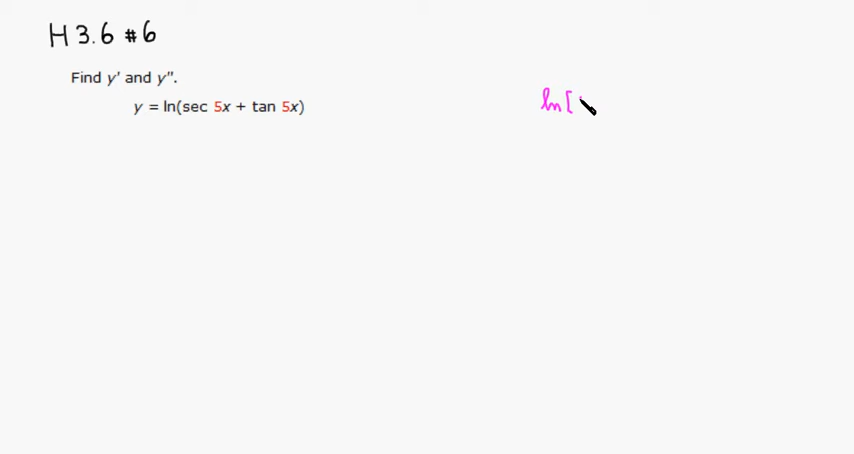 H 3.6 #6
Find y' and y".
y = ln(sec 5x + tan 5x)
ln[